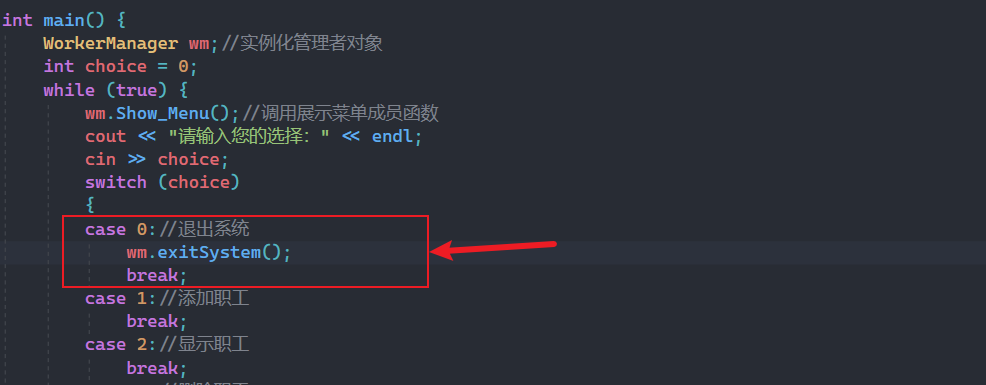 int main() {
WorkerManager wm;//实例化管理者对象
int choice = 0;
while (true) {
wm.Show_Menu();//调用展示菜单成员函数
cout << "请输入您的选择：" << endl;
cin >> choice;
switch (choice)
{
case 0://退出系统
wm.exitSystem();
break;
case 1://添加职工
break;
case 2://显示职工
break;